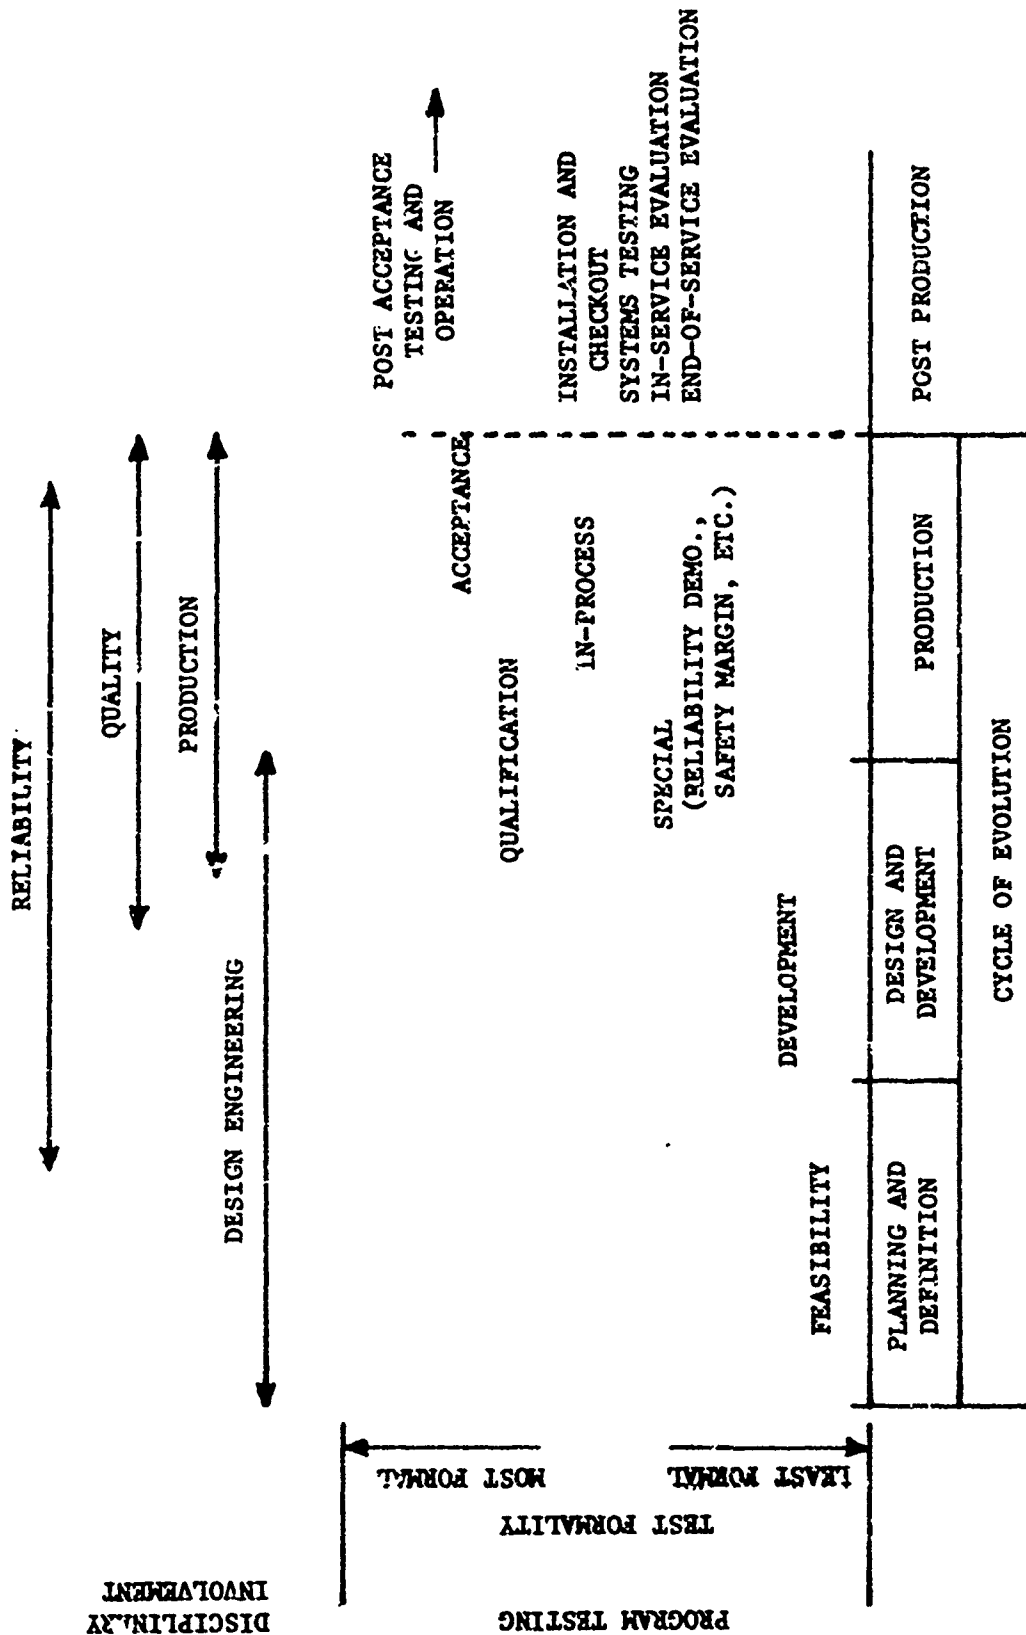 DISCIPLINARY
INVOLVEMENT
RELIABILITY
QUALITY
PRODUCTION
DESIGN ENGINEERING
PROGRAM TESTING
TEST FORMALITY
MOST FORMAL
LEAST FORMAL
POST ACCEPTANCE
TESTING AND
OPERATION
ACCEPTANCE
QUALIFICATION
IN-PROCESS
INSTALLATION AND
CHECKOUT
SYSTEMS TESTING
IN-SERVICE EVALUATION
END-OF-SERVICE EVALUATION
SPECIAL
(RELIABILITY DEMO.,
SAFETY MARGIN, ETC.)
DEVELOPMENT
FEASIBILITY
PLANNING AND
DEFINITION
DESIGN AND
DEVELOPMENT
PRODUCTION
POST PRODUCTION
CYCLE OF EVOLUTION